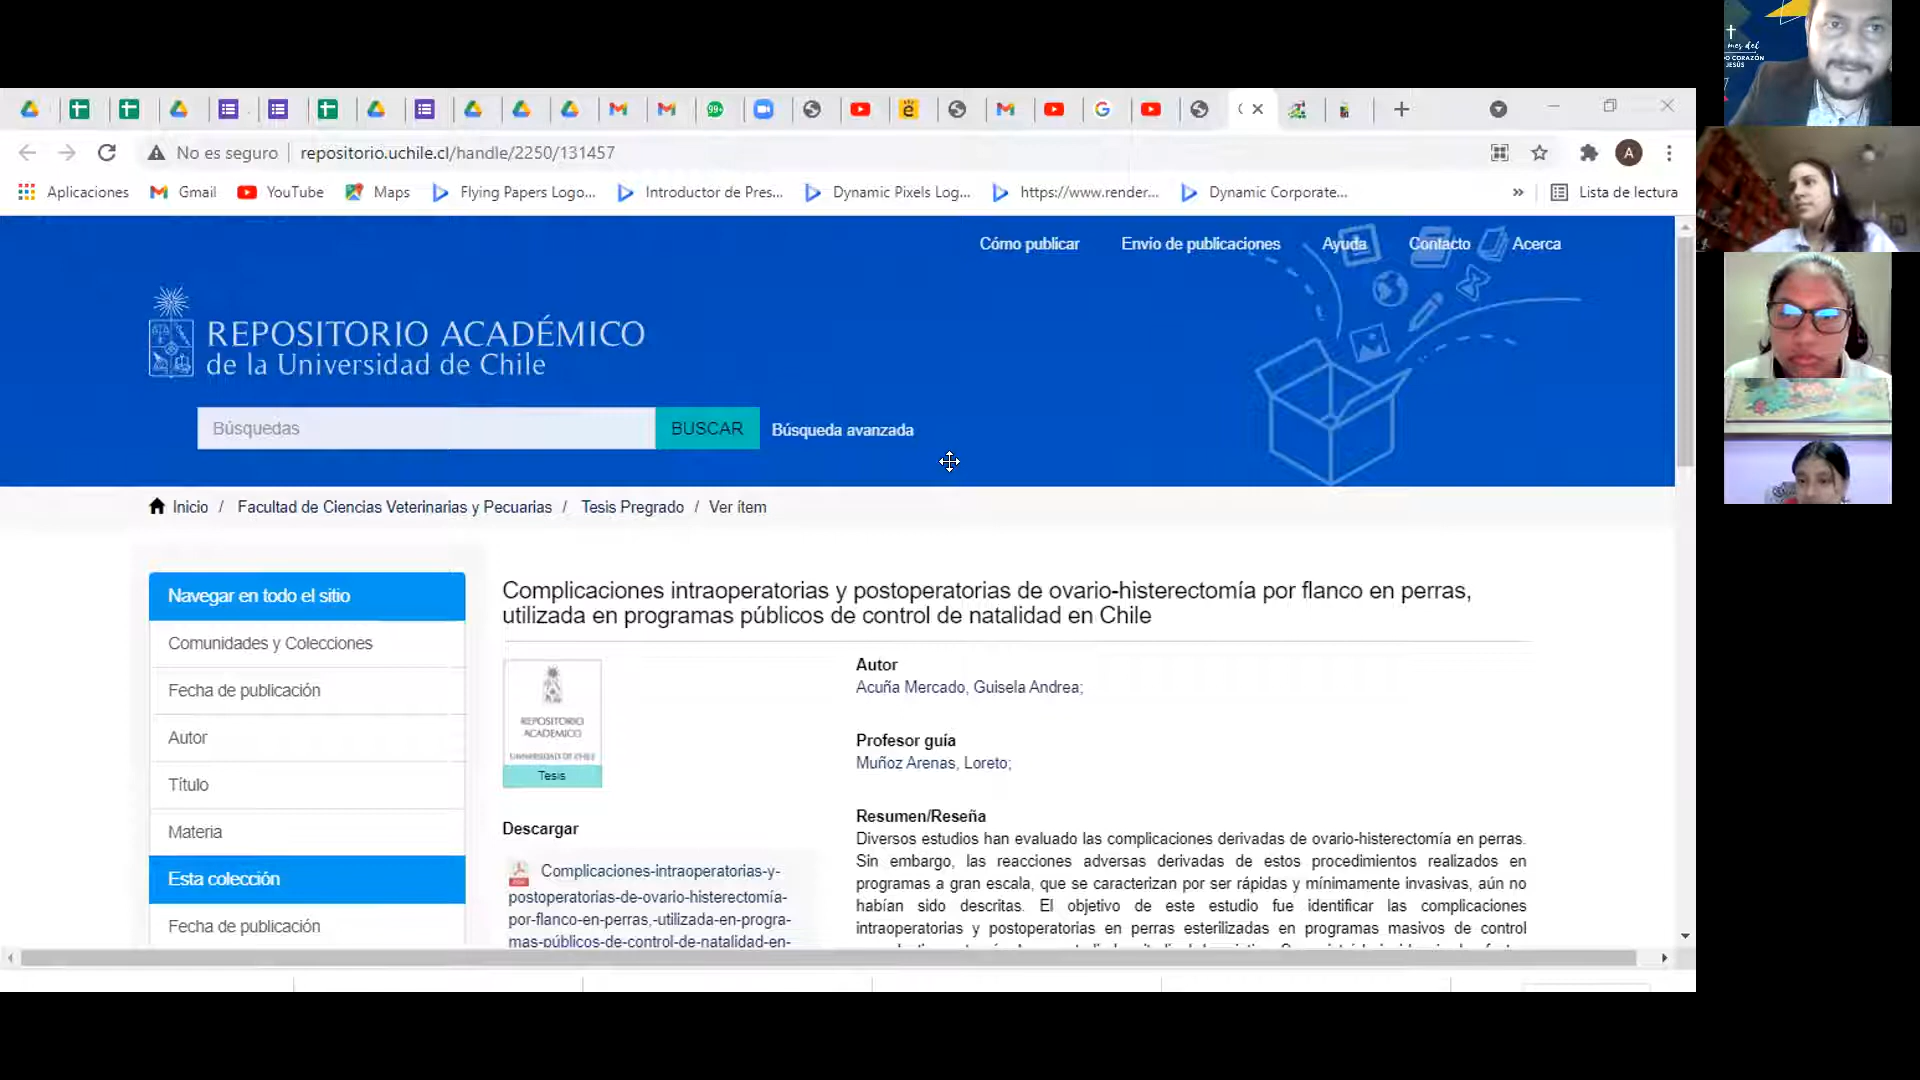 mes del
CORAZÓN
JESÚS
99+
A
No es seguro
repositorio.uchile.cl/handle/2250/131457
Aplicaciones
Gmail
YouTube
Maps
Flying Papers Logo...
Introductor de Pres...
Dynamic Pixels Log...
https://www.render...
Dynamic Corporate...
»
Lista de lectura
Cómo publicar
Envío de publicaciones
Ayuda
Contacto
Acerca
REPOSITORIO ACADÉMICO
de la Universidad de Chile
Búsquedas
BUSCAR
Búsqueda avanzada
Inicio / Facultad de Ciencias Veterinarias y Pecuarias / Tesis Pregrado / Ver ítem
Navegar en todo el sitio
Comunidades y Colecciones
Fecha de publicación
Autor
Título
Materia
Esta colección
Fecha de publicación
Complicaciones intraoperatorias y postoperatorias de ovario-histerectomía por flanco en perras,
utilizada en programas públicos de control de natalidad en Chile
REPOSITORIO
ACADEMICO
UNIVERSIDAD DE CHILE
Tesis
Descargar
Complicaciones-intraoperatorias-y-
postoperatorias-de-ovario-histerectomía-
por-flanco-en-perras,-utilizada-en-progra-
mas-públicos-de-control-de-natalidad-en-
Autor
Acuña Mercado, Guisela Andrea;
Profesor guía
Muñoz Arenas, Loreto;
Resumen/Reseña
Diversos estudios han evaluado las complicaciones derivadas de ovario-histerectomía en perras.
Sin embargo, las reacciones adversas derivadas de estos procedimientos realizados en
programas a gran escala, que se caracterizan por ser rápidas y mínimamente invasivas, aún no
habían sido descritas. El objetivo de este estudio fue identificar las complicaciones
intraoperatorias y postoperatorias en perras esterilizadas en programas masivos de control